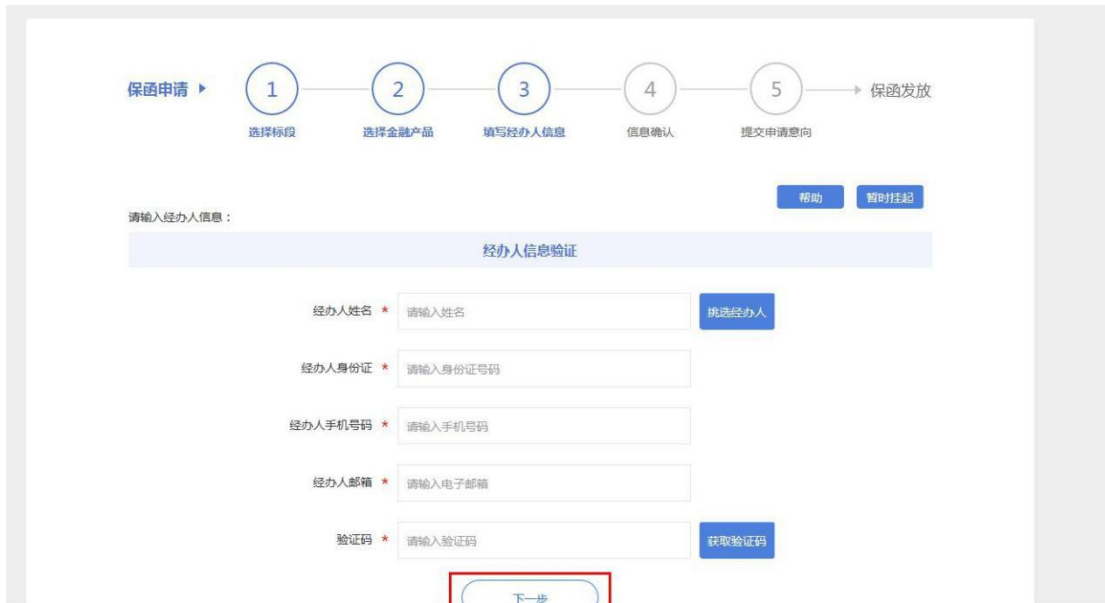 保函申请 1 2 3 4 5 保函发放
选择标段 选择金融产品 填写经办人信息 信息确认 提交申请意向
帮助 暂时挂起
请输入经办人信息：
经办人信息验证
经办人姓名 * 请输入姓名 挑选经办人
经办人身份证 * 请输入身份证号码
经办人手机号码 * 请输入手机号码
经办人邮箱 * 请输入电子邮箱
验证码 * 请输入验证码 获取验证码
下一步